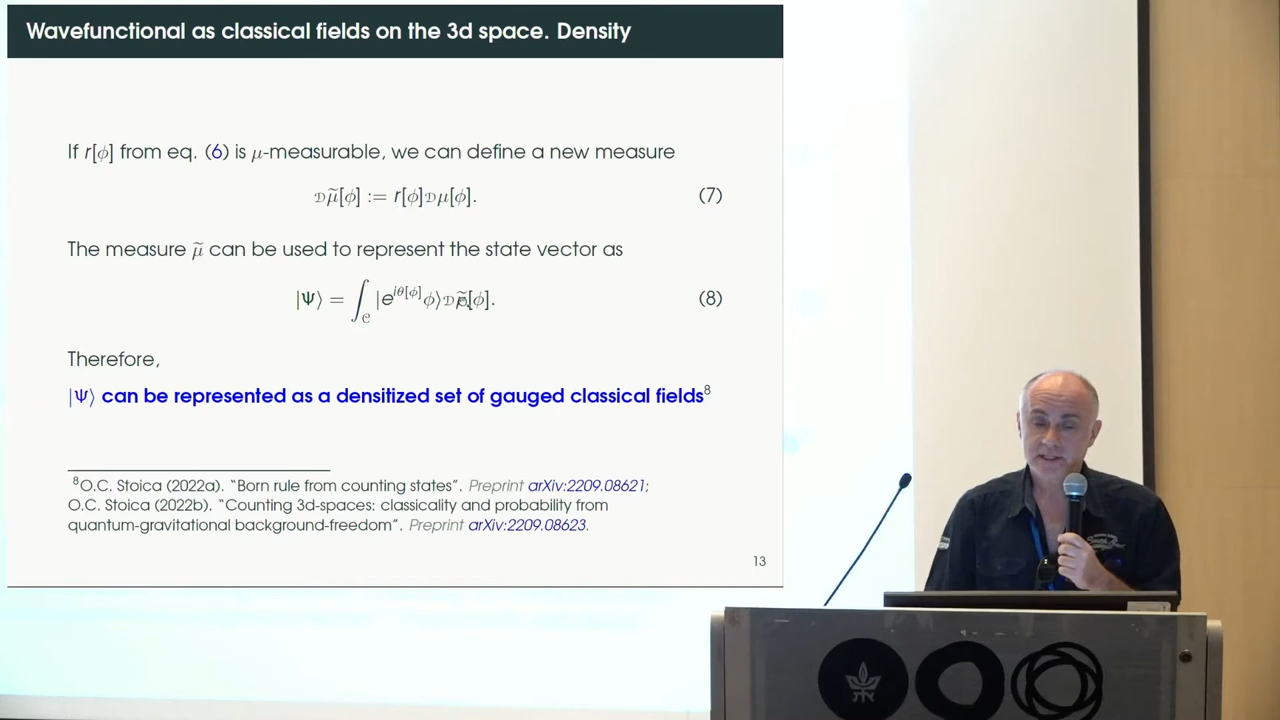 Wavefunctional as classical fields on the 3d space. Density
If r[ϕ] from eq. (6) is μ-measurable, we can define a new measure
𝒟μ̃[ϕ] := r[ϕ]𝒟μ[ϕ]. (7)
The measure μ̃ can be used to represent the state vector as
|Ψ⟩ = ∫_𝒞 |e^{iθ[ϕ]}ϕ⟩𝒟μ̃[ϕ]. (8)
Therefore,
|Ψ⟩ can be represented as a densitized set of gauged classical fields⁸
⁸O.C. Stoica (2022a). “Born rule from counting states”. Preprint arXiv:2209.08621;
O.C. Stoica (2022b). “Counting 3d-spaces: classicality and probability from
quantum-gravitational background-freedom”. Preprint arXiv:2209.08623.
13